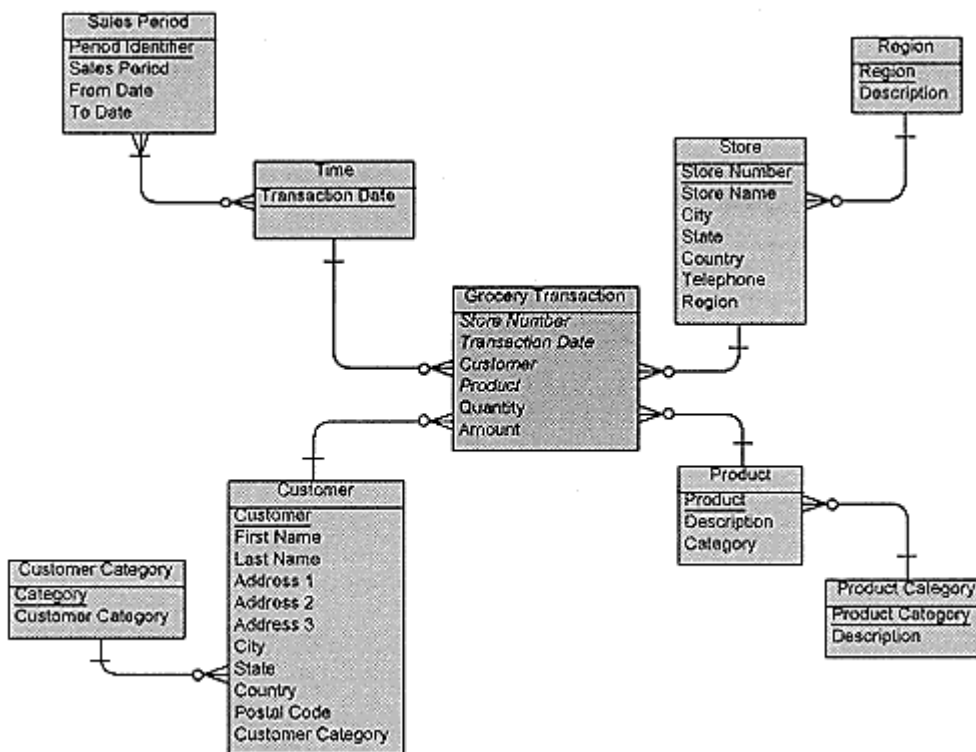 Sales Period
Period Identifier
Sales Period
From Date
To Date
Region
Region
Description
Time
Transaction Date
Store
Store Number
Store Name
City
State
Country
Telephone
Region
Grocery Transaction
Store Number
Transaction Date
Customer
Product
Quantity
Amount
Customer
Customer
First Name
Last Name
Address 1
Address 2
Address 3
City
State
Country
Postal Code
Customer Category
Product
Product
Description
Category
Customer Category
Category
Customer Category
Product Category
Product Category
Description